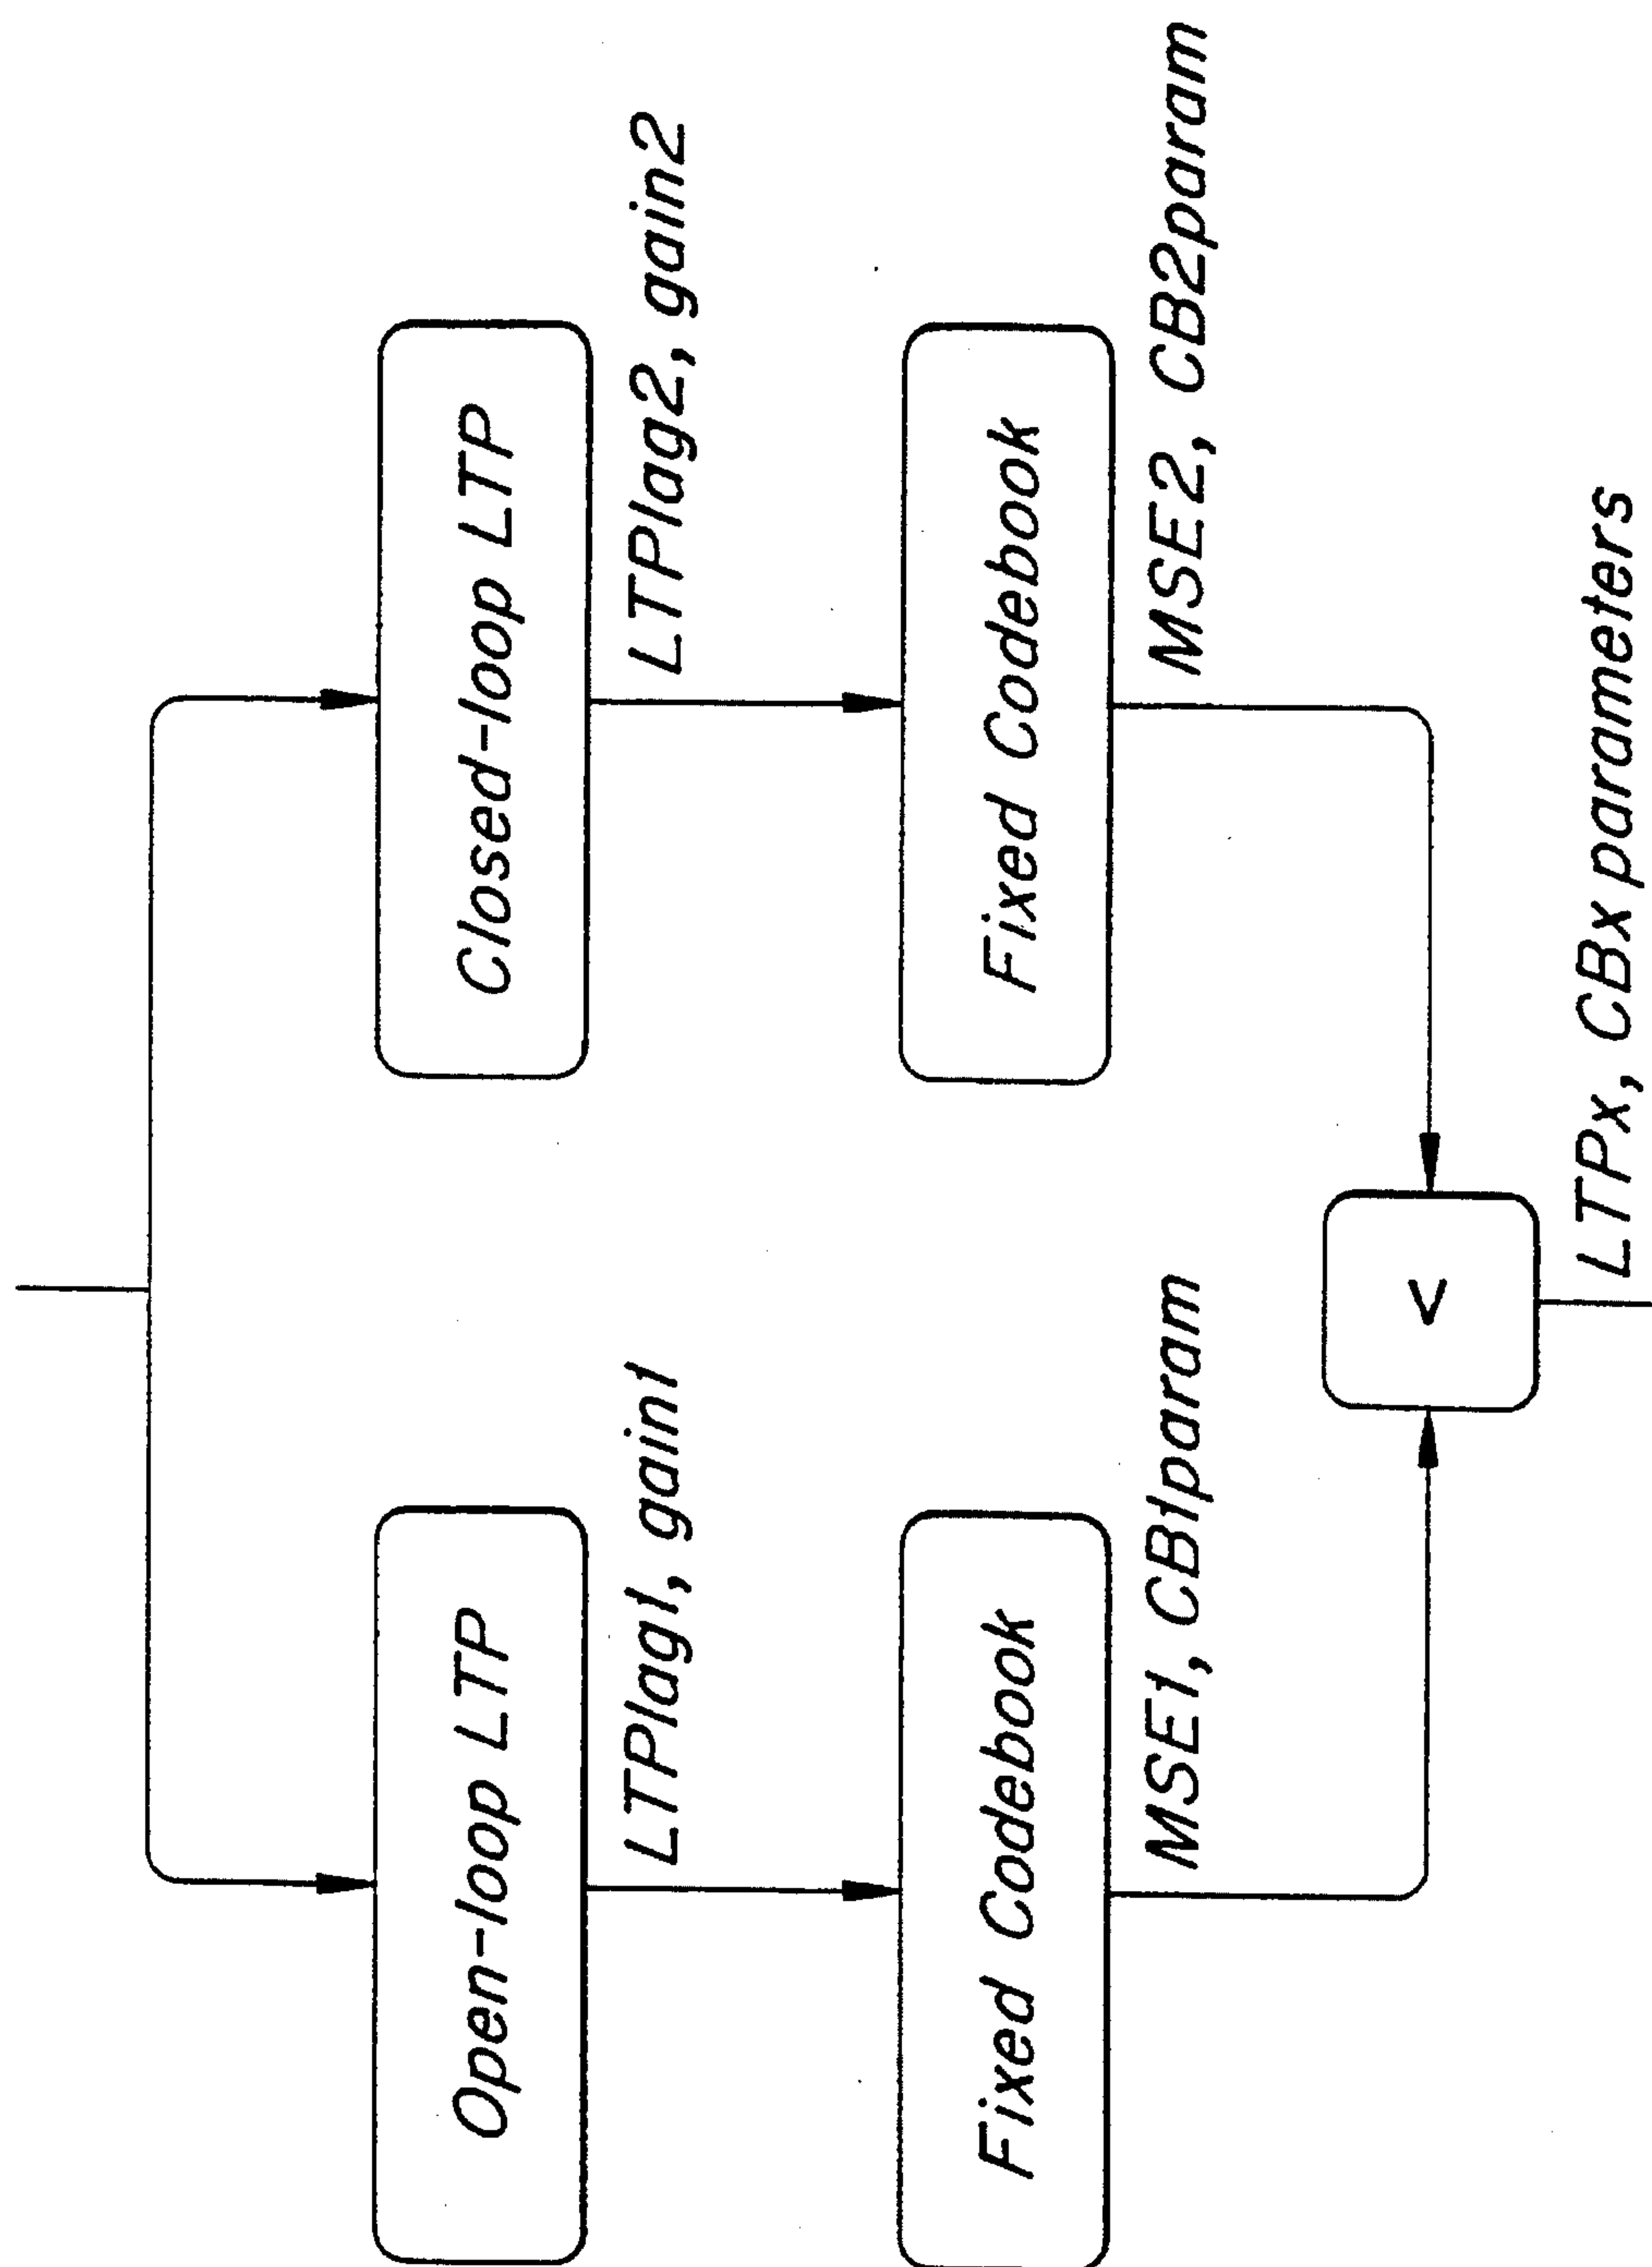 Open-loop LTP
Closed-loop LTP
LTPlag1, gain1
LTPlag2, gain2
Fixed Codebook
Fixed Codebook
MSE1, CB1param
MSE2, CB2param
<
LTPx, CBx parameters